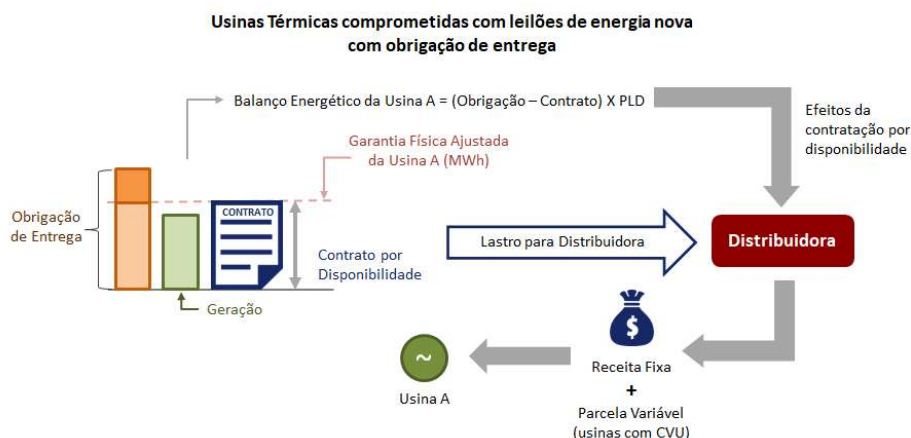 Usinas Térmicas comprometidas com leilões de energia nova
com obrigação de entrega
Balanço Energético da Usina A = (Obrigação – Contrato) X PLD
Efeitos da
contratação por
disponibilidade
Garantia Física Ajustada
da Usina A (MWh)
Obrigação
de Entrega
CONTRATO
Contrato por
Disponibilidade
Lastro para Distribuidora
Distribuidora
Geração
$
~
Usina A
Receita Fixa
+
Parcela Variável
(usinas com CVU)